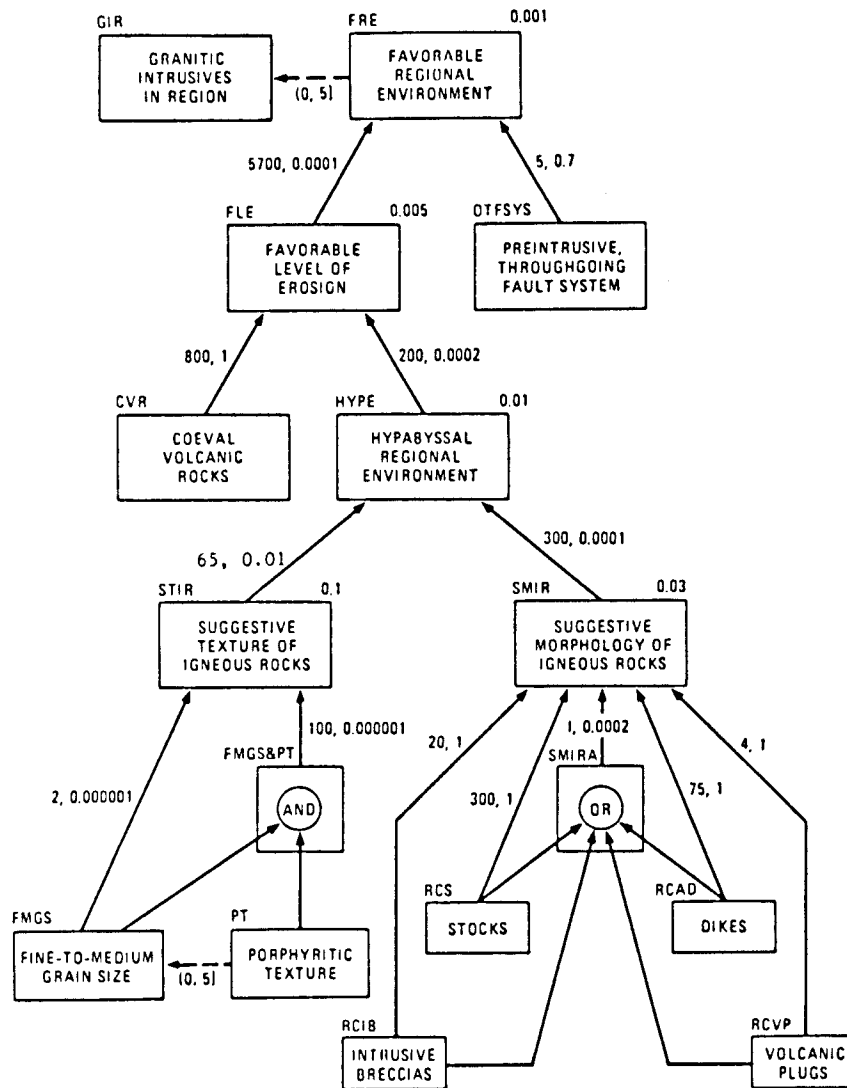 GIR
FRE
0.001
GRANITIC
INTRUSIVES
IN REGION
FAVORABLE
REGIONAL
ENVIRONMENT
(0, 5]
5700, 0.0001
5, 0.7
FLE
0.005
OTFSYS
FAVORABLE
LEVEL OF
EROSIGN
PREINTRUSIVE,
THROUGHGOING
FAULT SYSTEM
800, 1
200, 0.0002
CVR
HYPE
0.01
COEVAL
VOLCANIC
ROCKS
HYPABYSSAL
REGIONAL
ENVIRONMENT
65, 0.01
300, 0.0001
STIR
0.1
SMIR
0.03
SUGGESTIVE
TEXTURE OF
IGNEOUS ROCKS
SUGGESTIVE
MORPHOLOGY OF
IGNEOUS ROCKS
2, 0.000001
100, 0.000001
20, 1
300, 1
1, 0.0002
75, 1
4, 1
FMGS&PT
SMIRA
AND
OR
RCS
RCAD
STOCKS
DIKES
FMGS
PT
FINE-TO-MEDIUM
GRAIN SIZE
PORPHYRITIC
TEXTURE
(0, 5]
RCIB
RCVP
INTRUSIVE
BRECCIAS
VOLCANIC
PLUGS